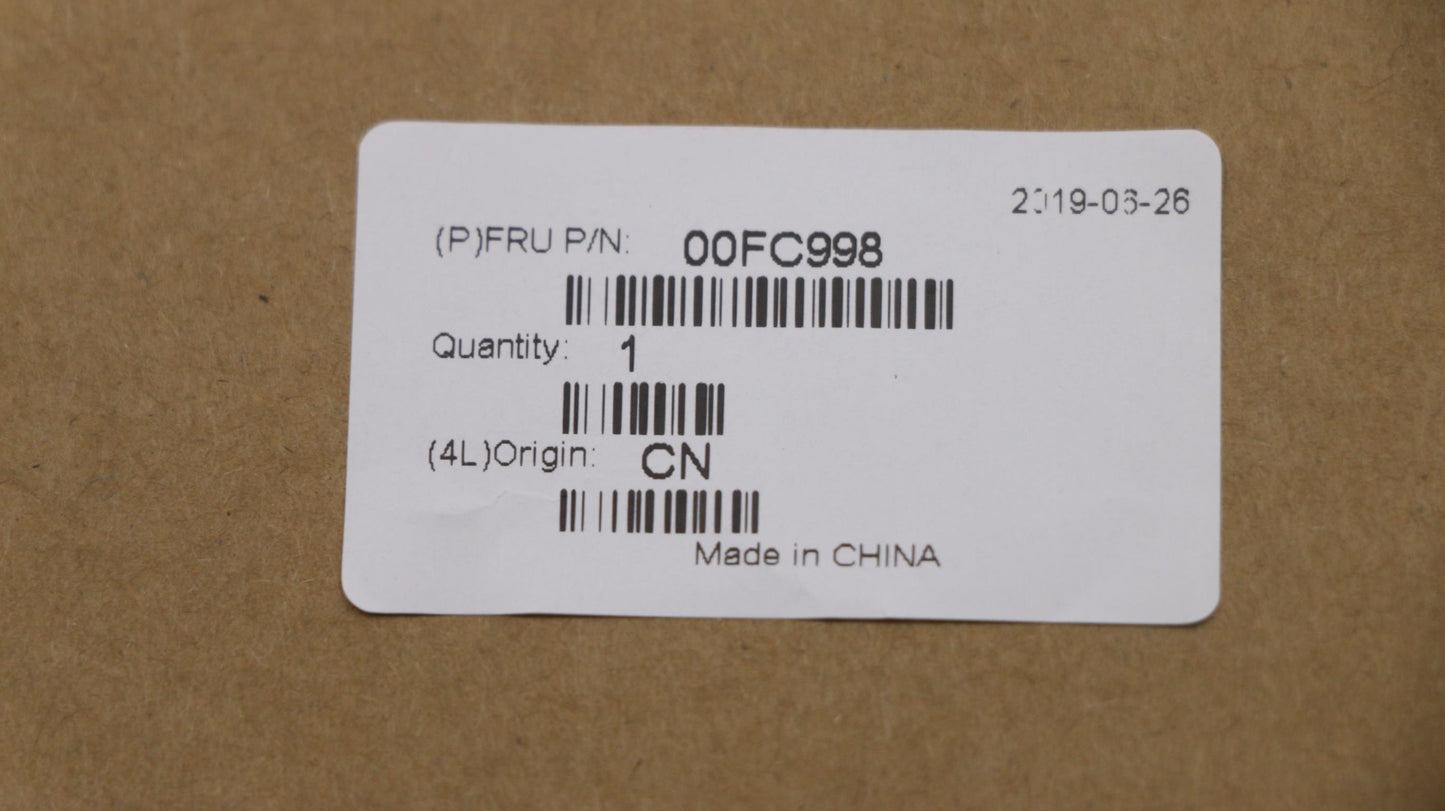 2019-06-26
(P)FRU P/N: 00FC998
Quantity: 1
(4L)Origin: CN
Made in CHINA